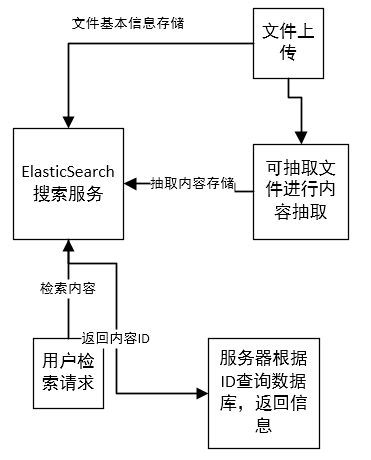 文件基本信息存储
文件上
传
ElasticSearch
搜索服务
抽取内容存储
可抽取文
件进行内
容抽取
检索内容
返回内容ID
用户检
索请求
服务器根据
ID查询数据
库，返回信
息